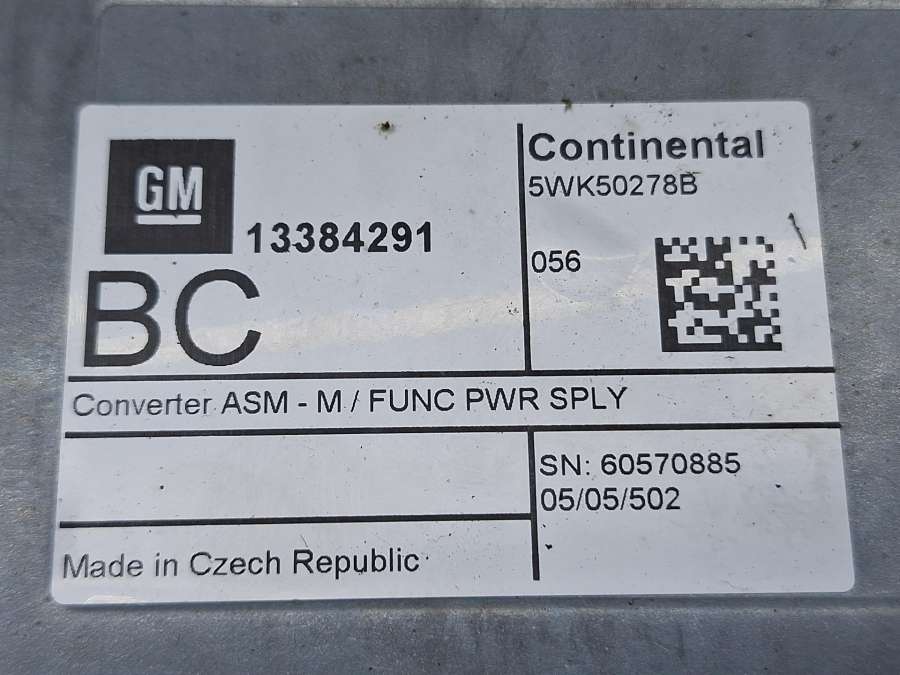 GM
13384291
BC
Continental
5WK50278B
056
Converter ASM - M / FUNC PWR SPLY
SN: 60570885
05/05/502
Made in Czech Republic